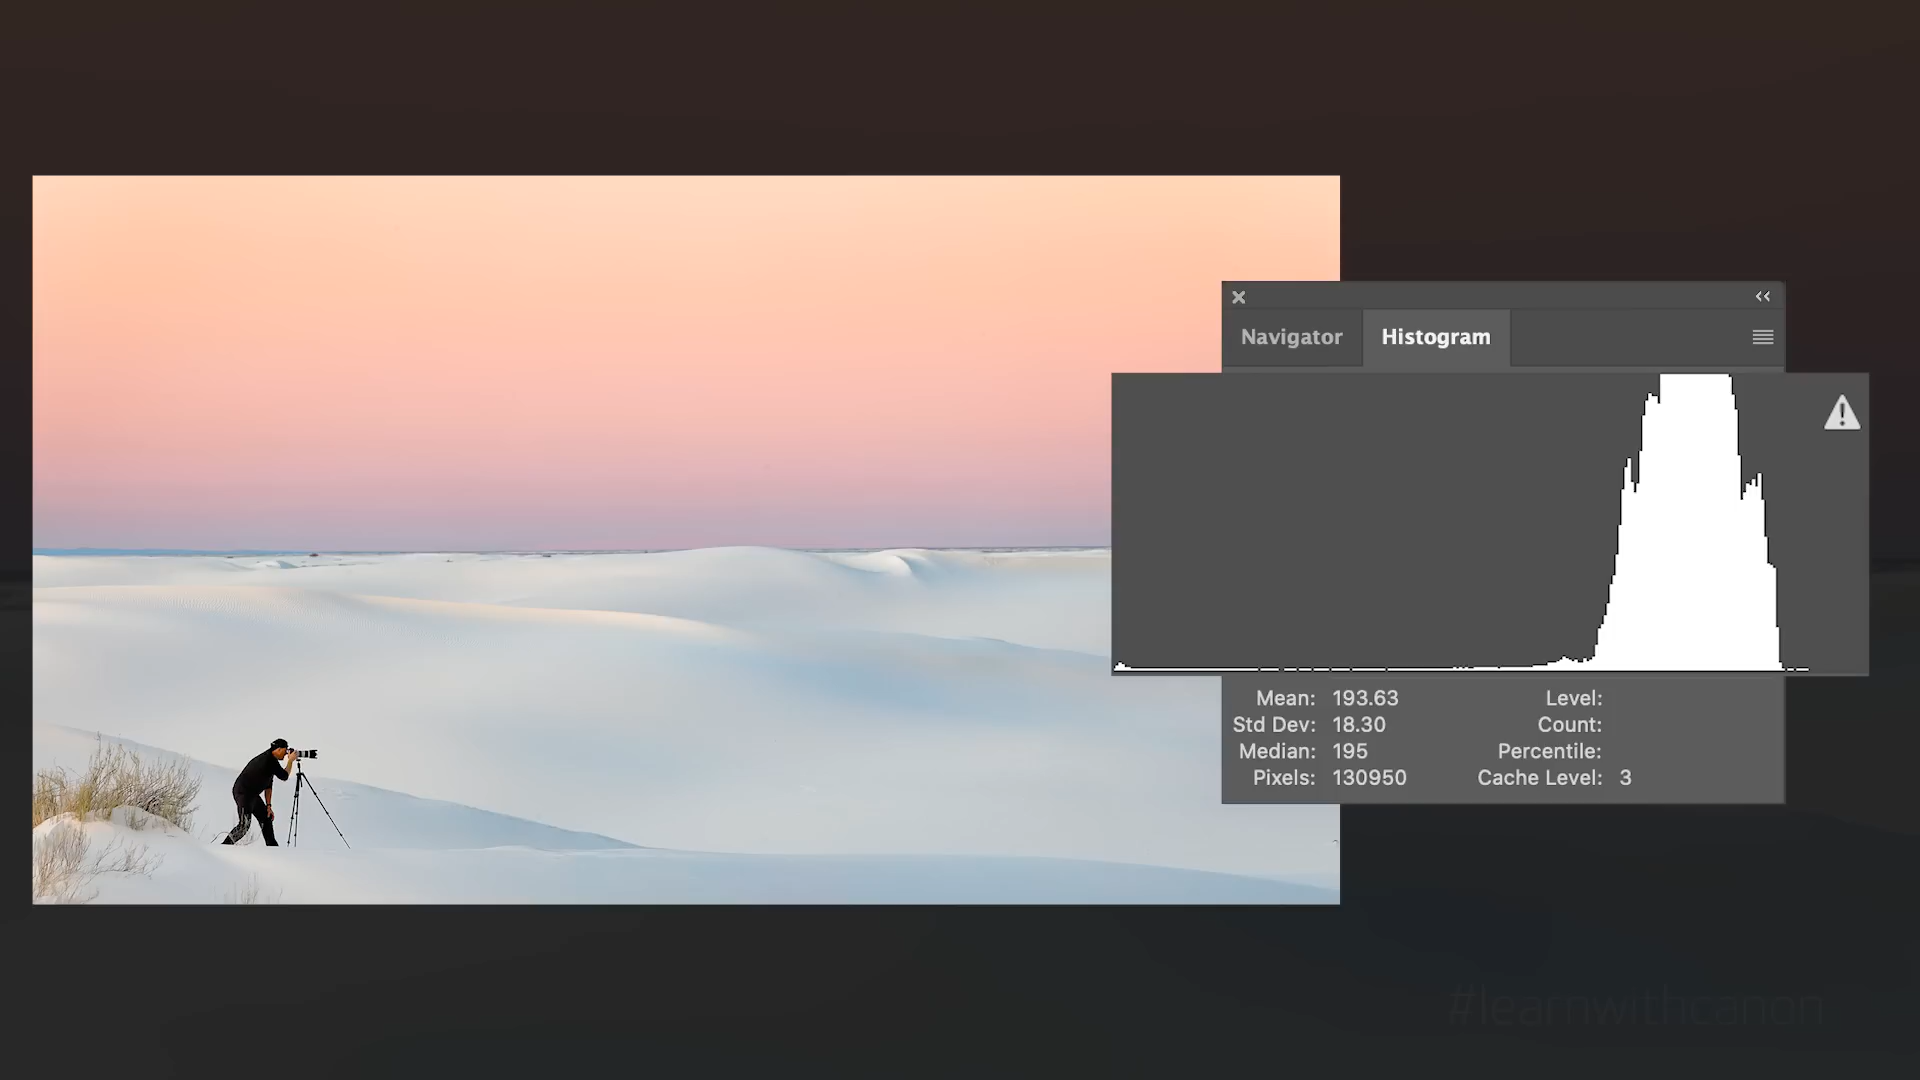 Navigator Histogram
Mean: 193.63 Level:
Std Dev: 18.30 Count:
Median: 195 Percentile:
Pixels: 130950 Cache Level: 3
#learnwithcanon